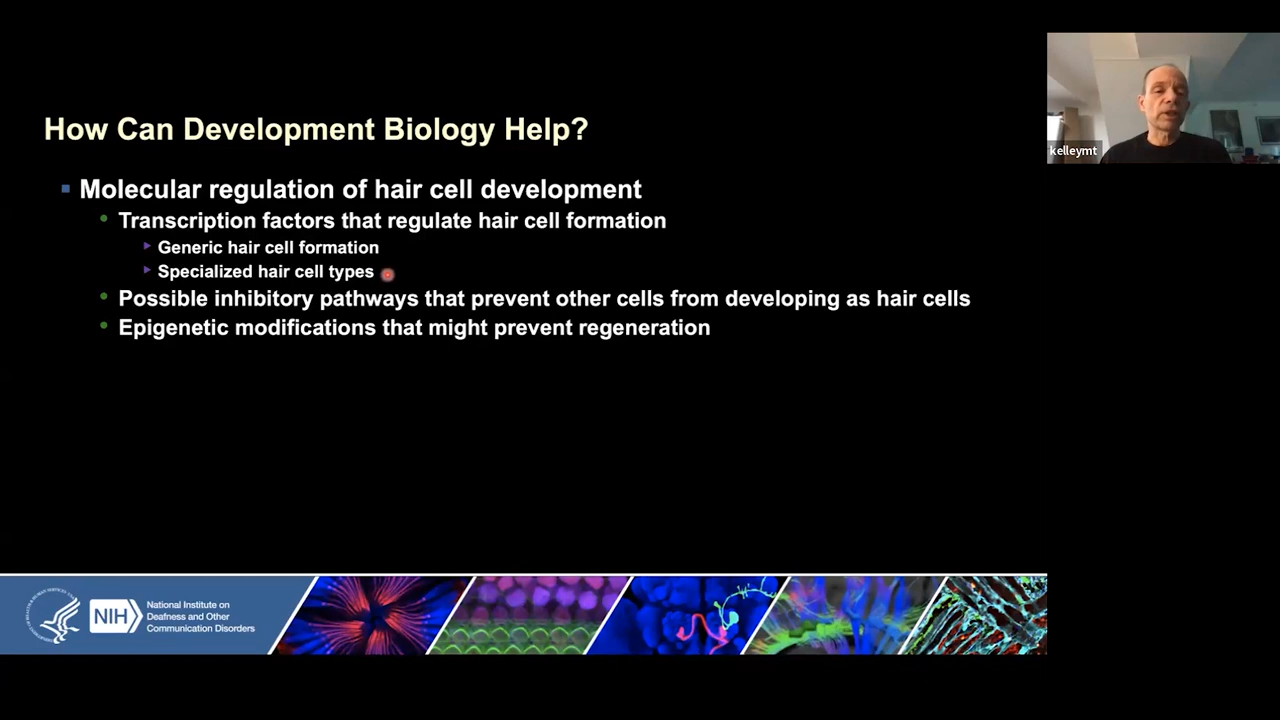 How Can Development Biology Help?
kelleymt
Molecular regulation of hair cell development
Transcription factors that regulate hair cell formation
Generic hair cell formation
Specialized hair cell types
Possible inhibitory pathways that prevent other cells from developing as hair cells
Epigenetic modifications that might prevent regeneration
NIH
National Institute on
Deafness and Other
Communication Disorders